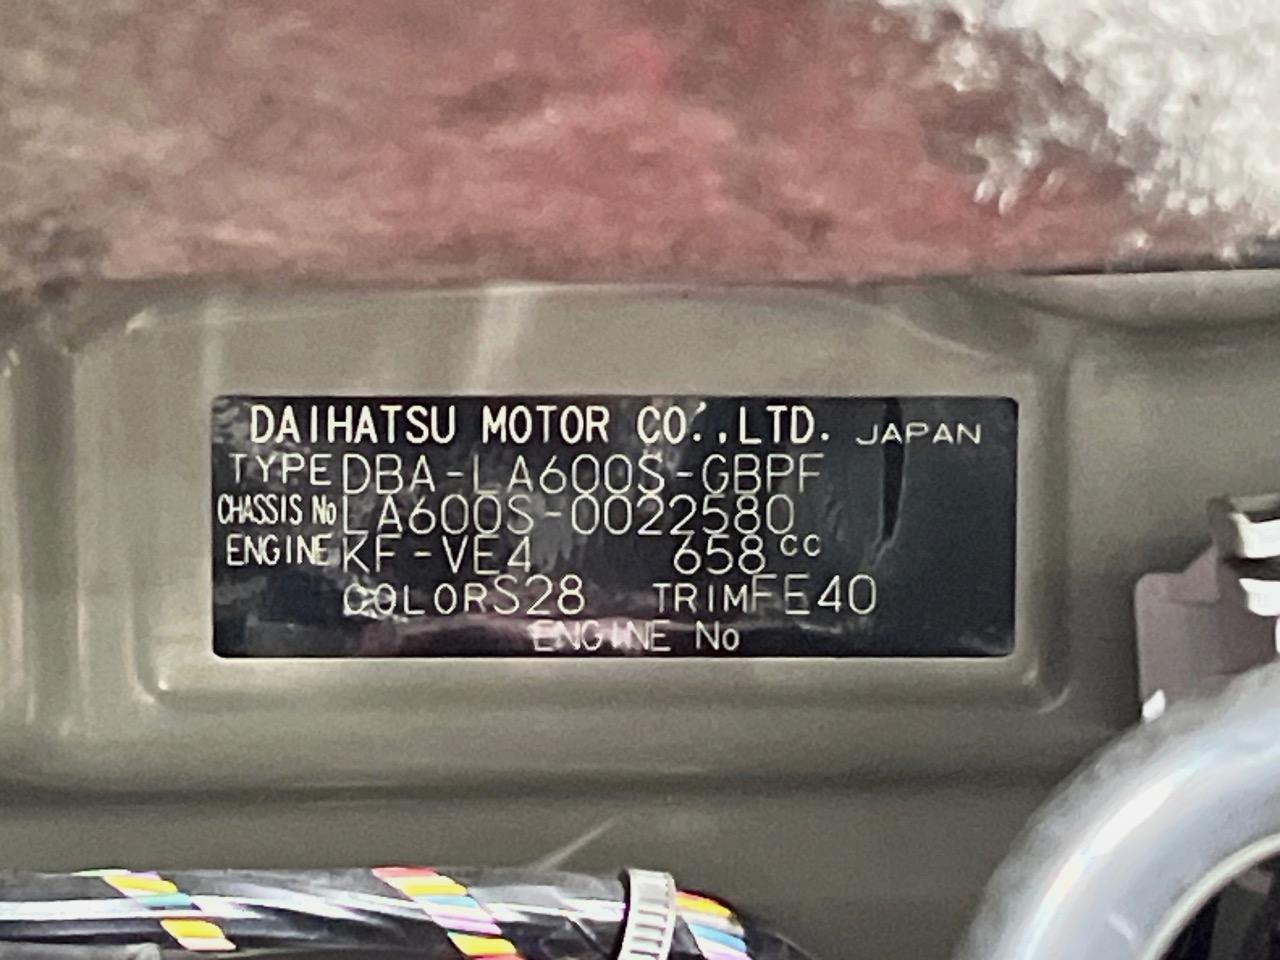 DAIHATSU MOTOR CO.,LTD. JAPAN
TYPE DBA-LA600S-GBPF
CHASSIS No LA600S-0022580
ENGINE KF-VE4 658cc
COLOR S28 TRIM FE40
ENGINE No